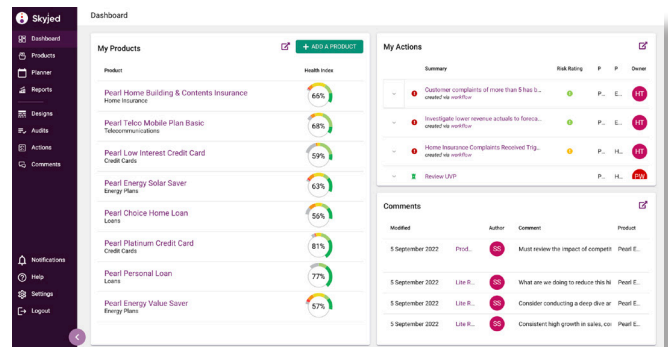 Skyjed
Dashboard
Dashboard
Products
Planner
Reports
Designs
Audits
Actions
Comments
Notifications
Help
Settings
Logout
My Products
+ ADD A PRODUCT
Product
Health Index
Pearl Home Building & Contents Insurance
Home Insurance
66%
Pearl Telco Mobile Plan Basic
Telecommunications
68%
Pearl Low Interest Credit Card
Credit Cards
59%
Pearl Energy Solar Saver
Energy Plans
63%
Pearl Choice Home Loan
Loans
56%
Pearl Platinum Credit Card
Credit Cards
81%
Pearl Personal Loan
Loans
77%
Pearl Energy Value Saver
Energy Plans
57%
My Actions
Summary Risk Rating P P Owner
Customer complaints of more than 5 has b... P... E... HT
created via workflow
Investigate lower revenue actuals to foreca... P... E... HT
created via workflow
Home Insurance Complaints Received Trig... P... H... HT
created via workflow
Review UVP P... H... PW
Comments
Modified Author Comment Product
5 September 2022 Prod... SS Must review the impact of competiti Pearl E...
5 September 2022 Lite R... SS What are we doing to reduce this hi Pearl E...
5 September 2022 Lite R... SS Consider conducting a deep dive ar Pearl E...
5 September 2022 Lite R... SS Consistent high growth in sales, co Pearl E...